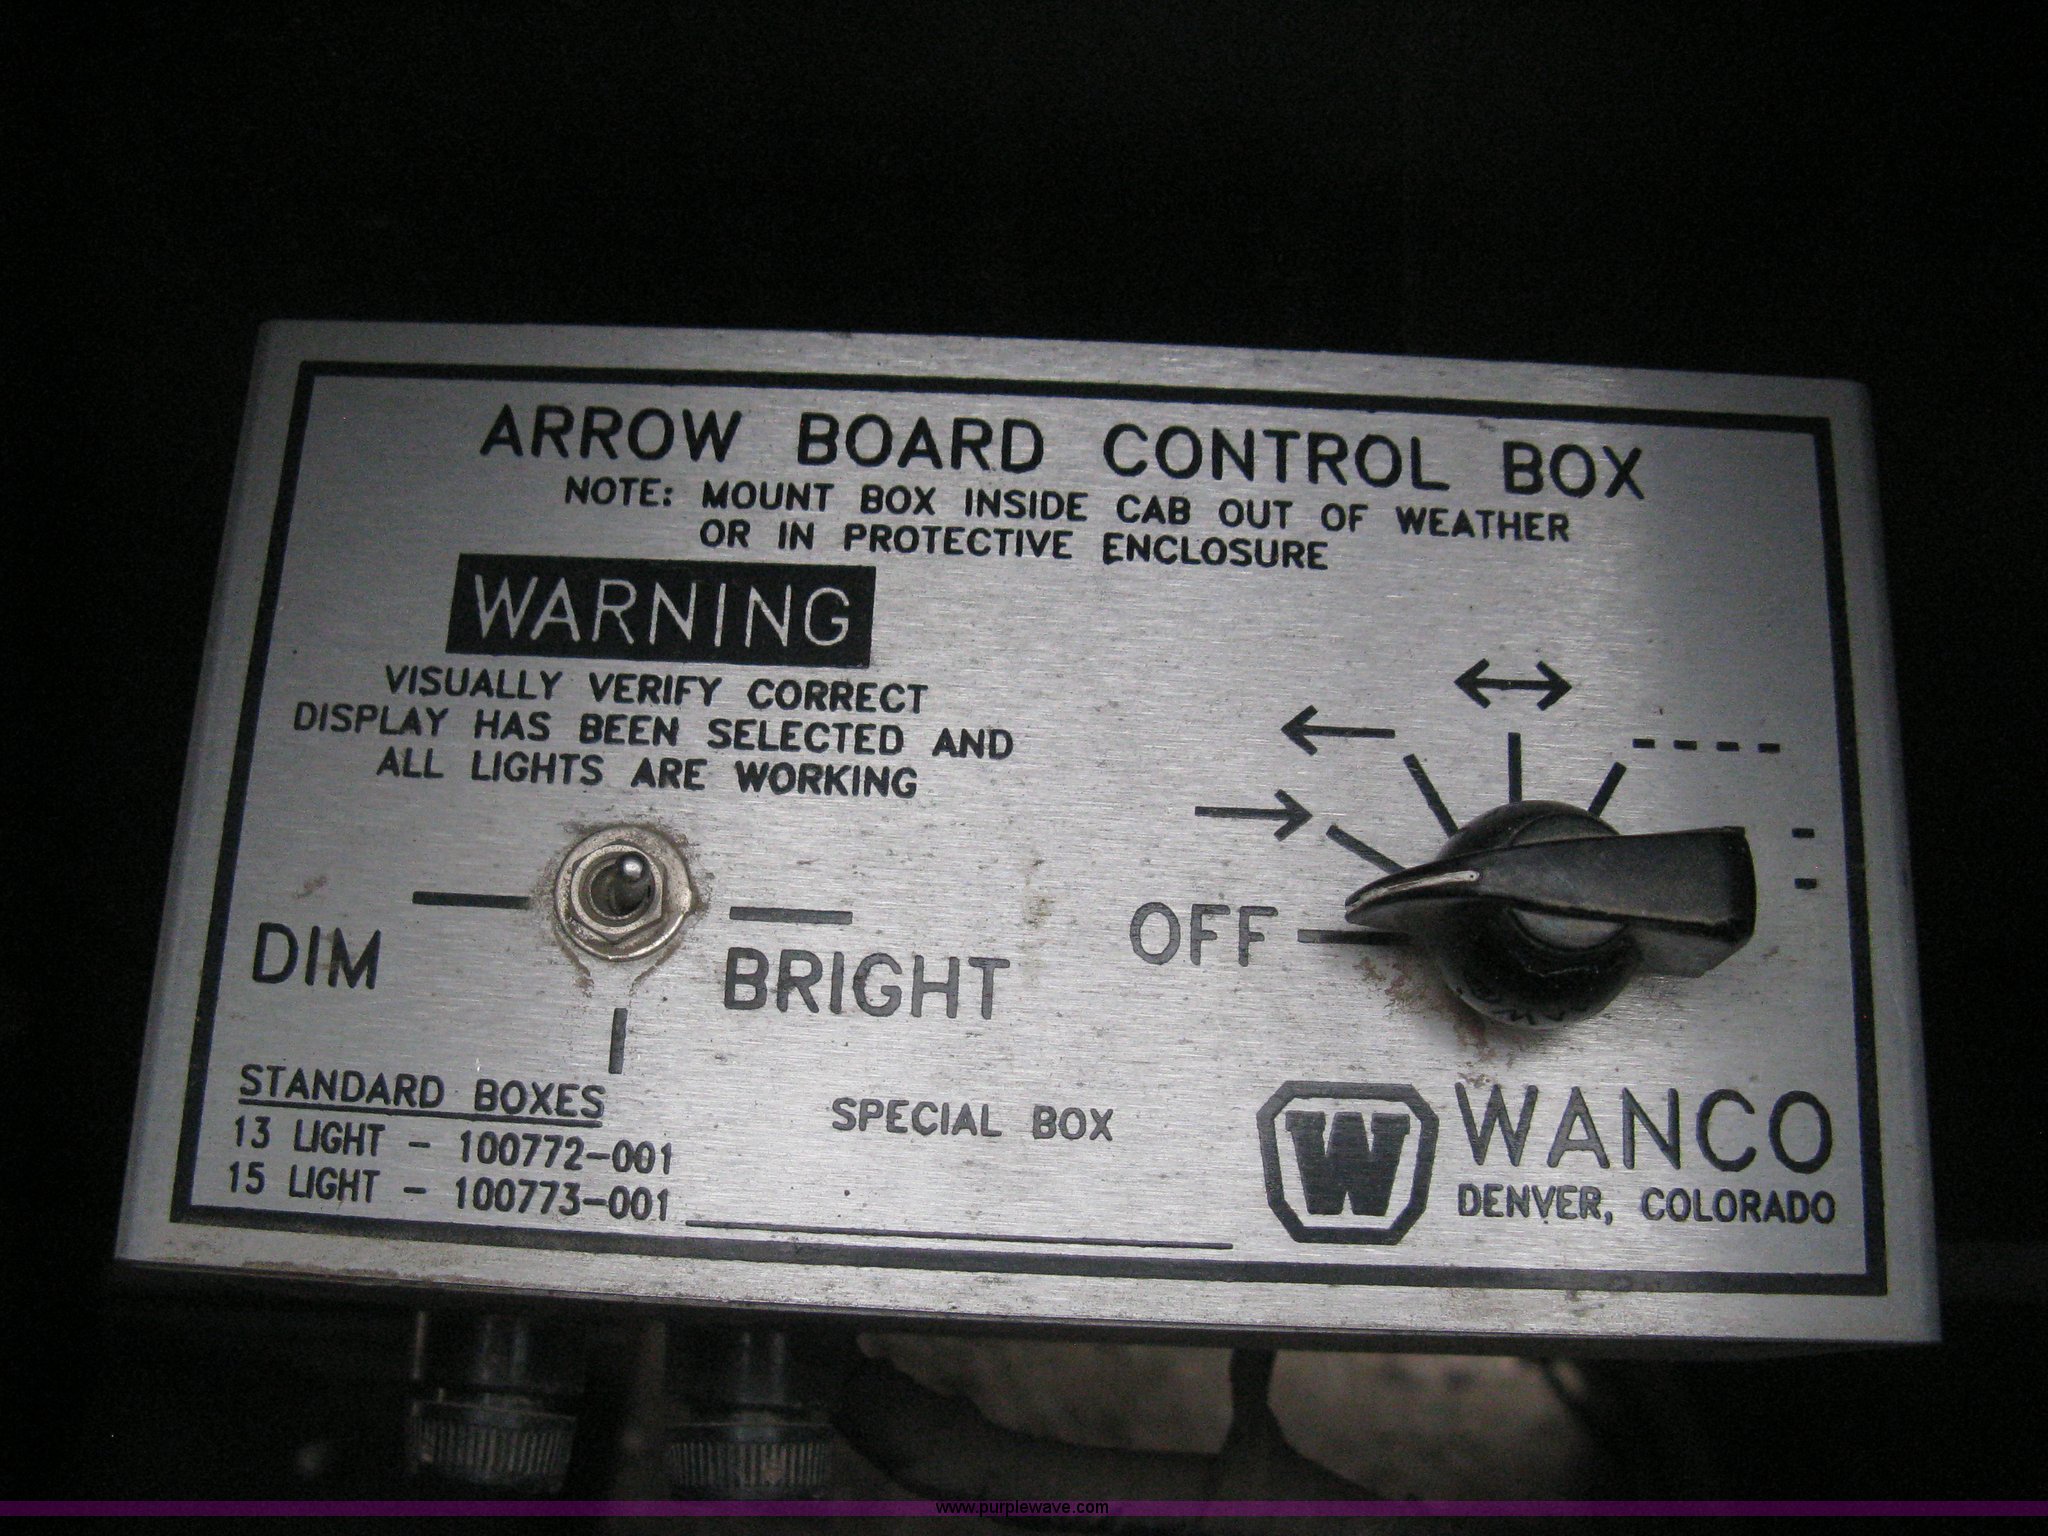 ARROW BOARD CONTROL BOX
NOTE: MOUNT BOX INSIDE CAB OUT OF WEATHER
OR IN PROTECTIVE ENCLOSURE
WARNING
VISUALLY VERIFY CORRECT
DISPLAY HAS BEEN SELECTED AND
ALL LIGHTS ARE WORKING
DIM
BRIGHT
OFF
STANDARD BOXES
13 LIGHT - 100772-001
15 LIGHT - 100773-001
SPECIAL BOX
W WANCO
DENVER, COLORADO
www.purplewave.com